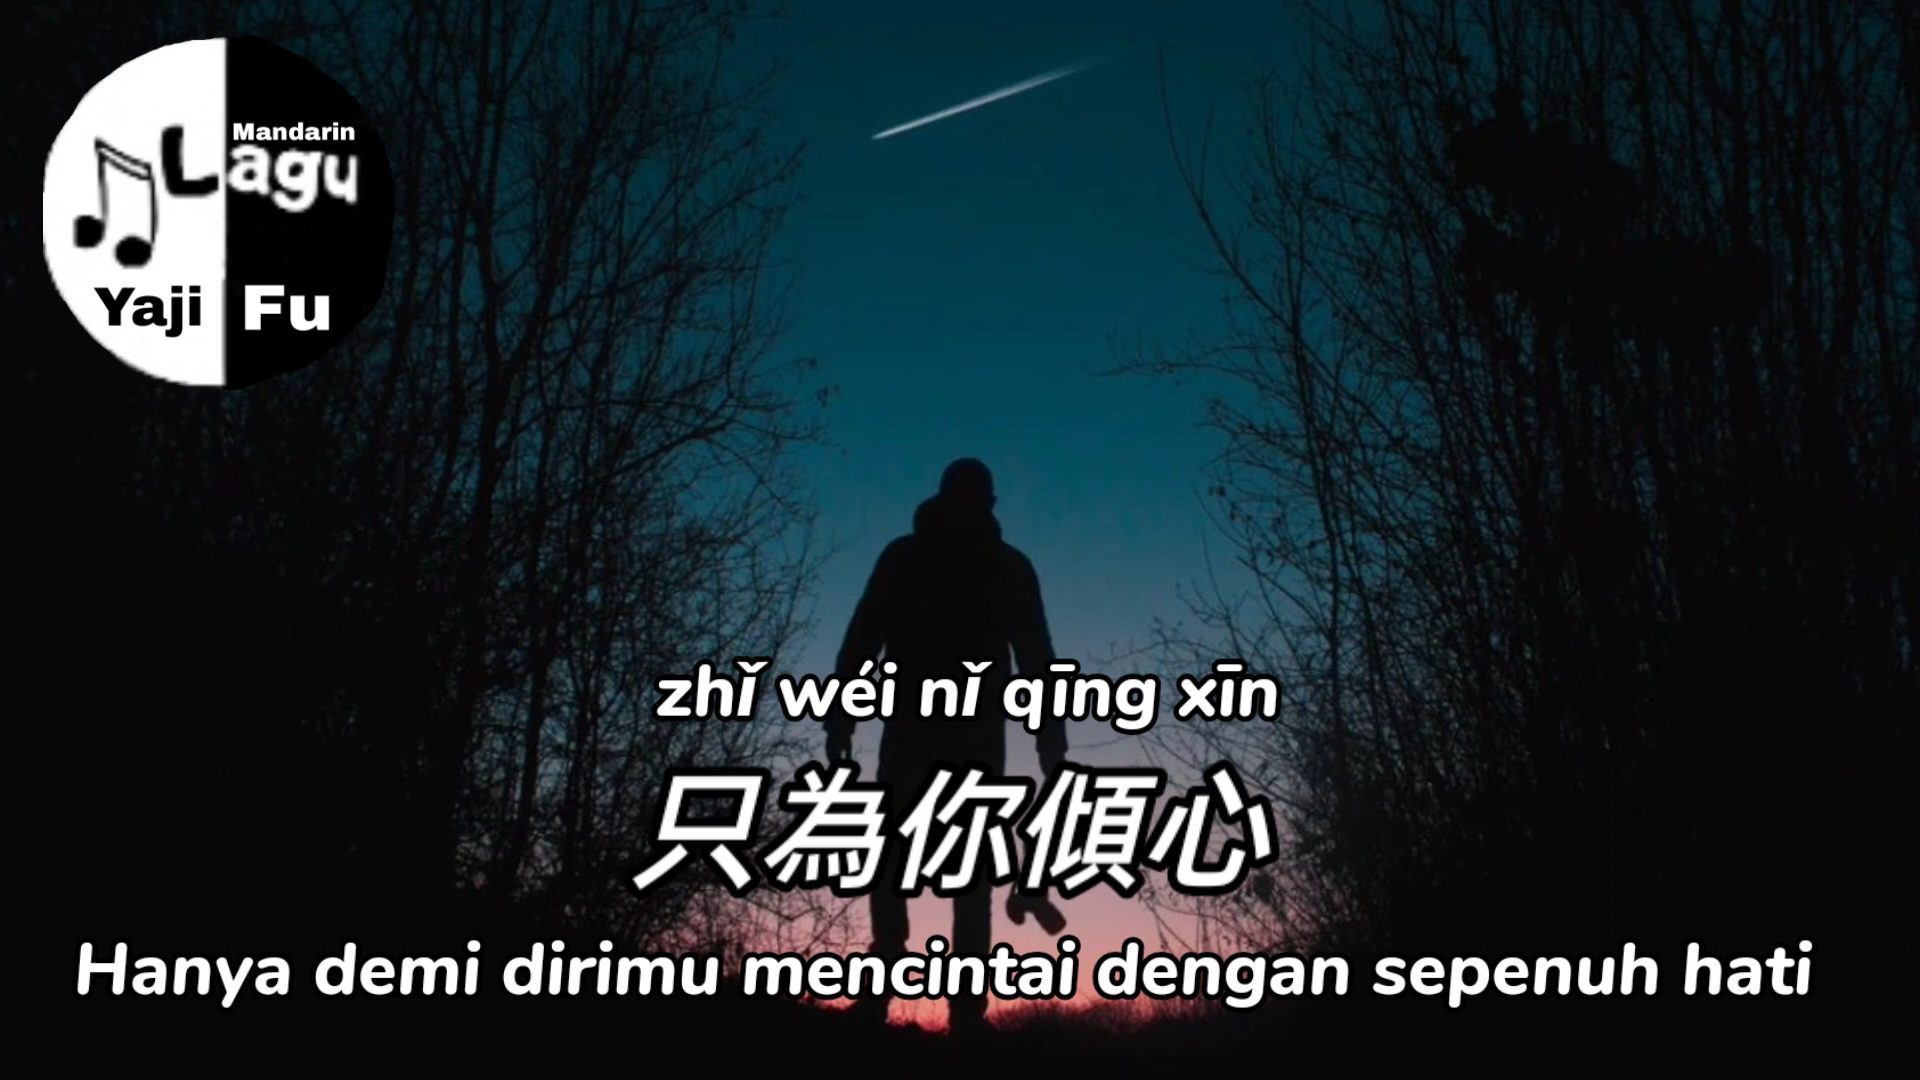 Mandarin
Lagu
Yaji Fu
zhǐ wéi nǐ qīng xīn
只為你傾心
Hanya demi dirimu mencintai dengan sepenuh hati